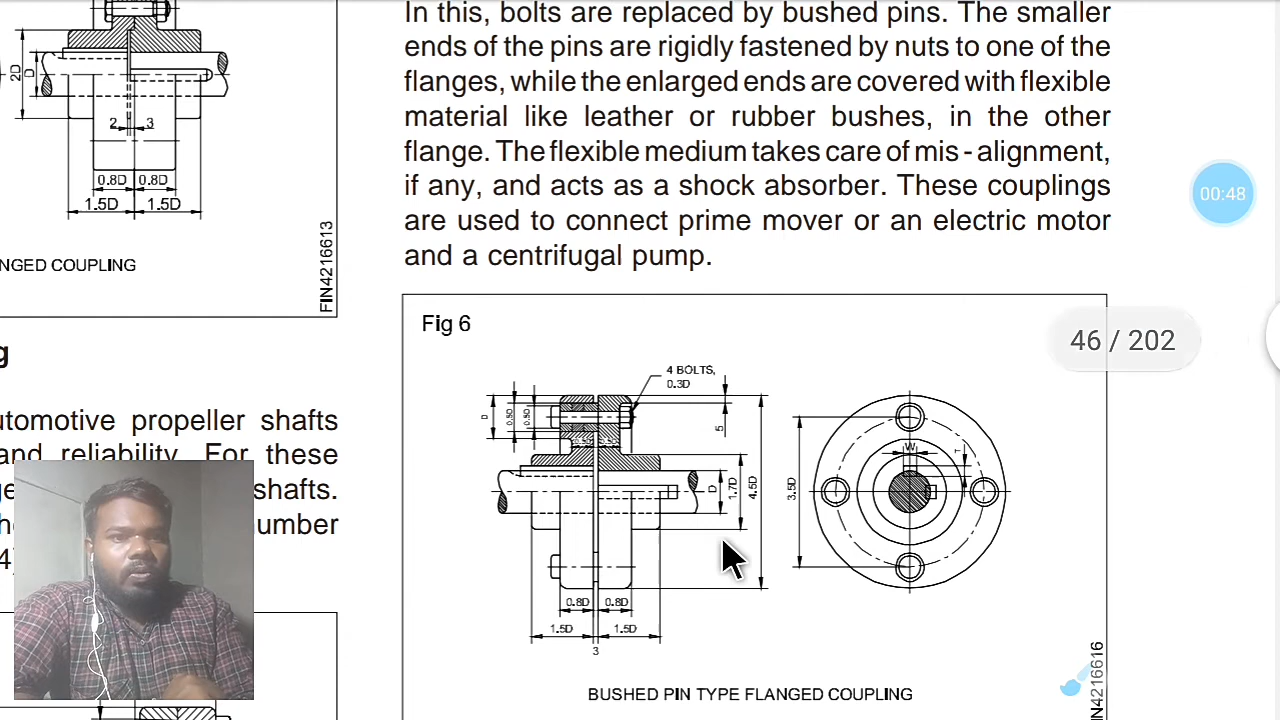 2D
D
2
3
0.8D 0.8D
1.5D 1.5D
NGED COUPLING
FIN4216613
g
utomotive propeller shafts
and reliability. For these
shafts.
umber
In this, bolts are replaced by bushed pins. The smaller
ends of the pins are rigidly fastened by nuts to one of the
flanges, while the enlarged ends are covered with flexible
material like leather or rubber bushes, in the other
flange. The flexible medium takes care of mis - alignment,
if any, and acts as a shock absorber. These couplings
are used to connect prime mover or an electric motor
and a centrifugal pump.
00:48
46 / 202
Fig 6
4 BOLTS,
0.3D
5
D
1.7D
4.5D
3.5D
W
T
0.8D 0.8D
1.5D 1.5D
3
BUSHED PIN TYPE FLANGED COUPLING
IN4216616